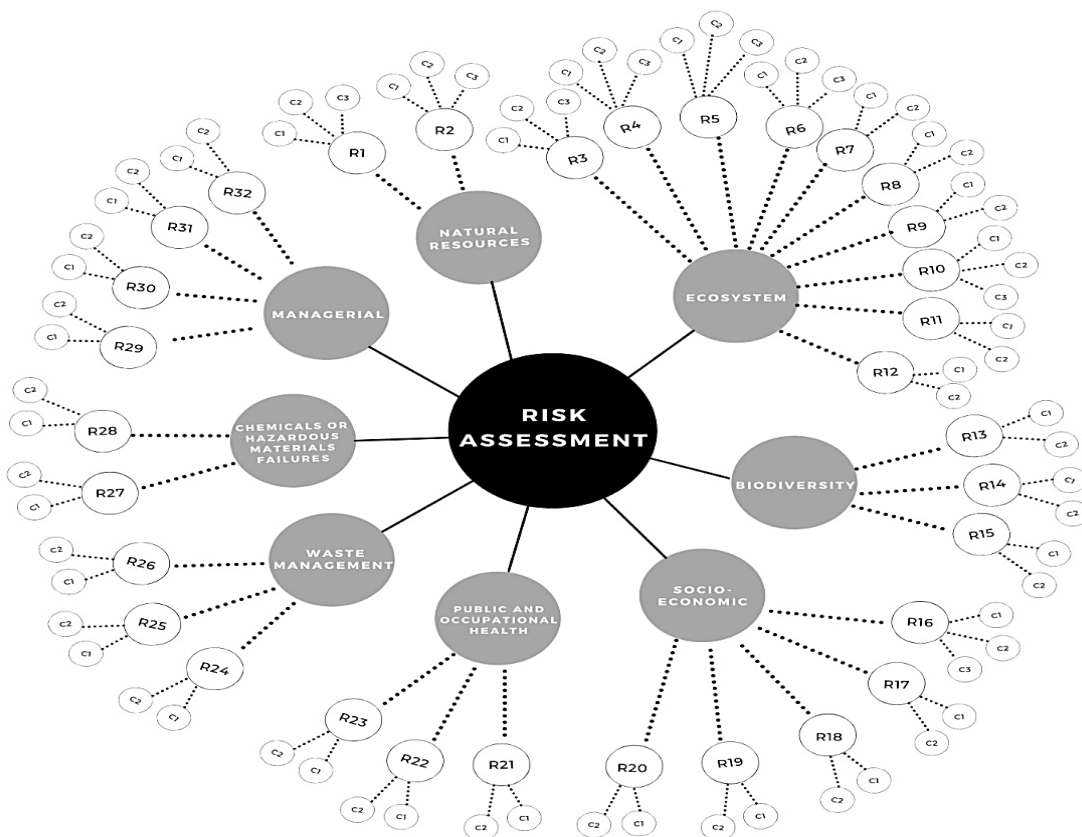 RISK
ASSESSMENT
NATURAL
RESOURCES
R1
C1
C2
C3
R2
C1
C2
C3
ECOSYSTEM
R3
C1
C2
C3
R4
C1
C2
C3
R5
C1
C2
C3
R6
C1
C2
C3
R7
C1
C2
R8
C1
C2
R9
C1
C2
R10
C1
C2
C3
R11
C1
C2
R12
C1
C2
BIODIVERSITY
R13
C1
C2
R14
C1
C2
R15
C1
C2
SOCIO-
ECONOMIC
R16
C1
C2
C3
R17
C1
C2
R18
C1
C2
R19
C1
C2
R20
C1
C2
PUBLIC AND
OCCUPATIONAL
HEALTH
R21
C1
C2
R22
C1
C2
R23
C1
C2
WASTE
MANAGEMENT
R24
C1
C2
R25
C1
C2
R26
C1
C2
CHEMICALS OR
HAZARDOUS
MATERIALS
FAILURES
R27
C1
C2
R28
C1
C2
MANAGERIAL
R29
C1
C2
R30
C1
C2
R31
C1
C2
R32
C1
C2